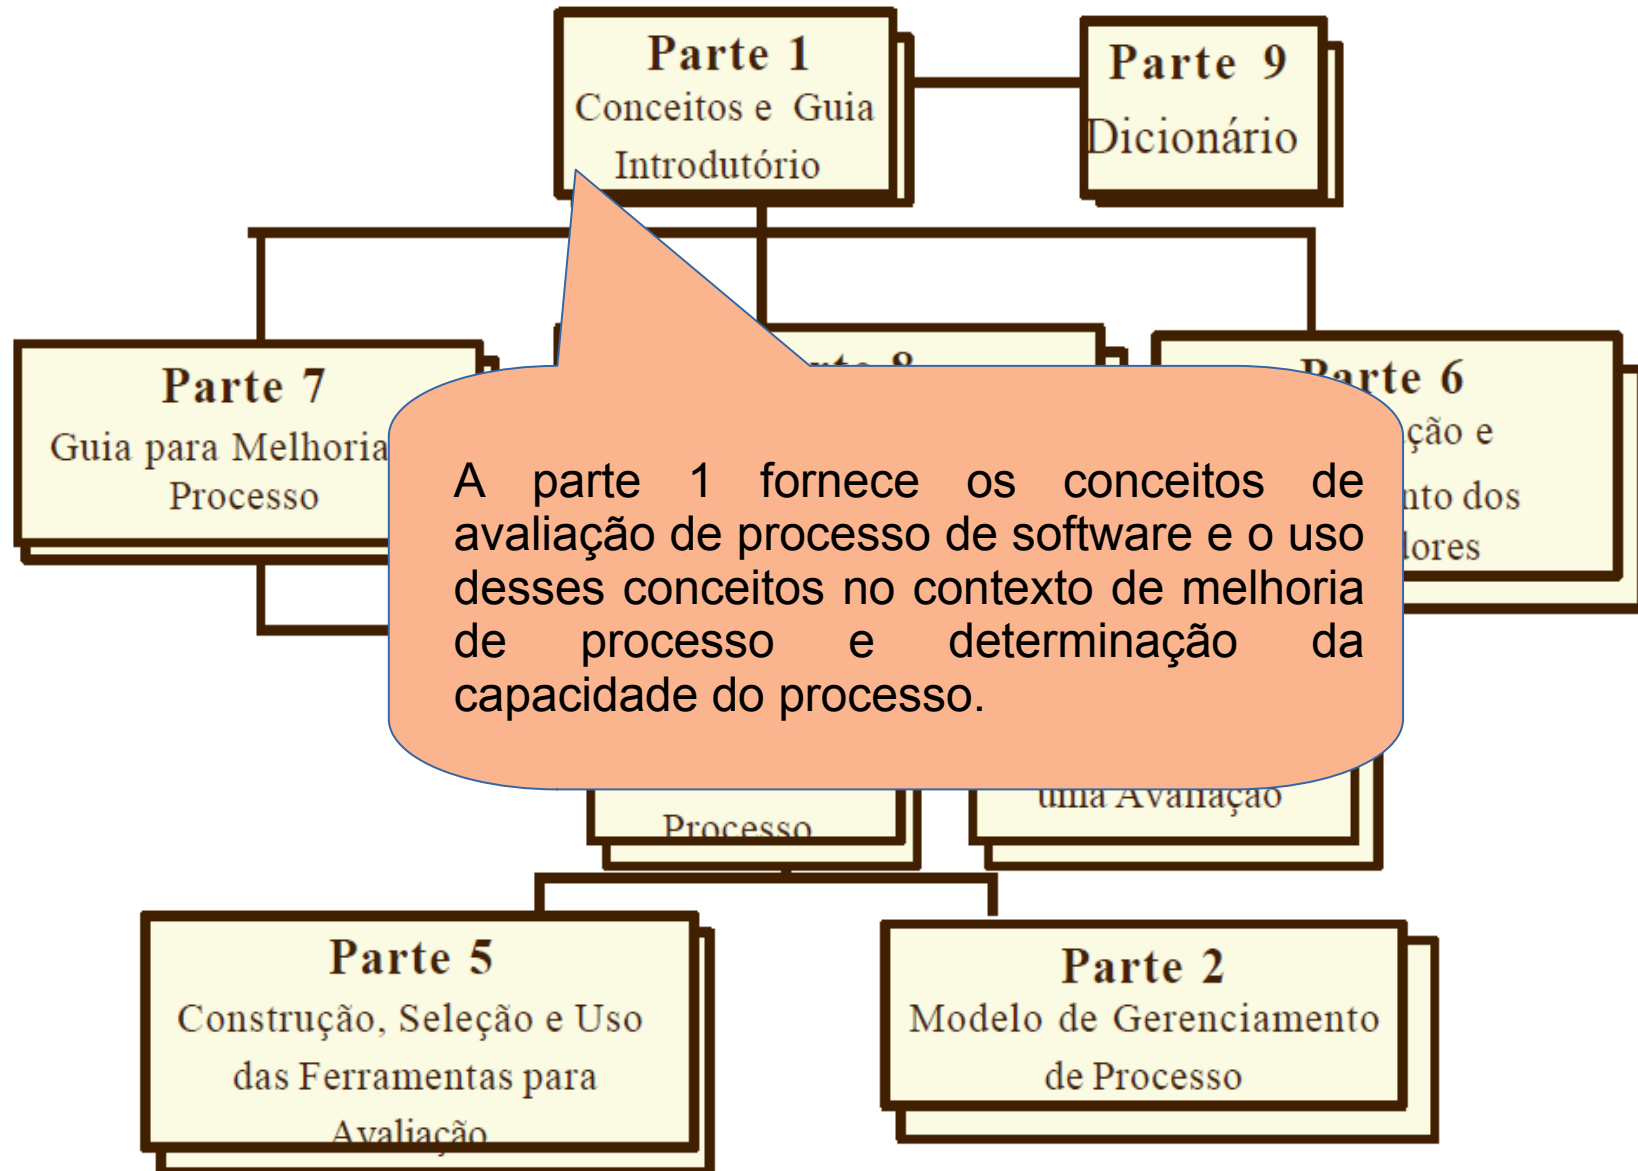 Parte 1
Conceitos e Guia
Introdutório
Parte 9
Dicionário
Parte 7
Guia para Melhoria
Processo
8
Parte 6
e
dos
A parte 1 fornece os conceitos de
avaliação de processo de software e o uso
desses conceitos no contexto de melhoria
de processo e determinação da
capacidade do processo.
Processo
uma Avaliação
Parte 5
Construção, Seleção e Uso
das Ferramentas para
Avaliação
Parte 2
Modelo de Gerenciamento
de Processo